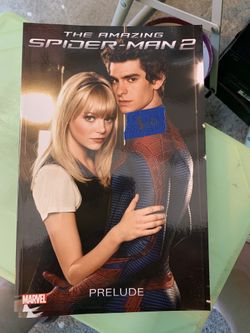 THE AMAZING
SPIDER-MAN 2
MARVEL
PRELUDE